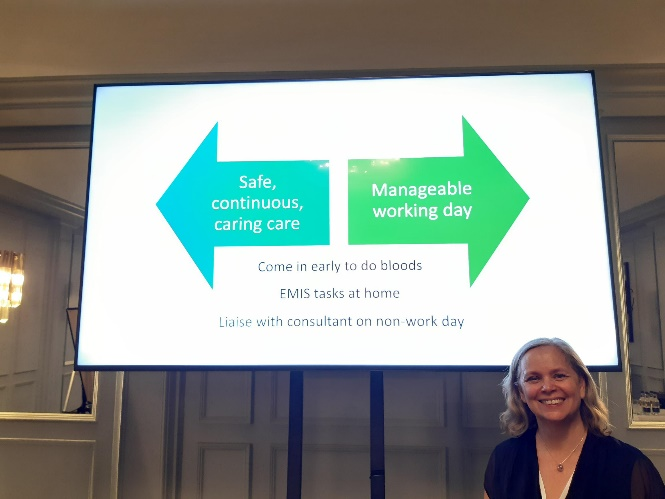 Safe,
continuous,
caring care
Manageable
working day
Come in early to do bloods
EMIS tasks at home
Liaise with consultant on non-work day